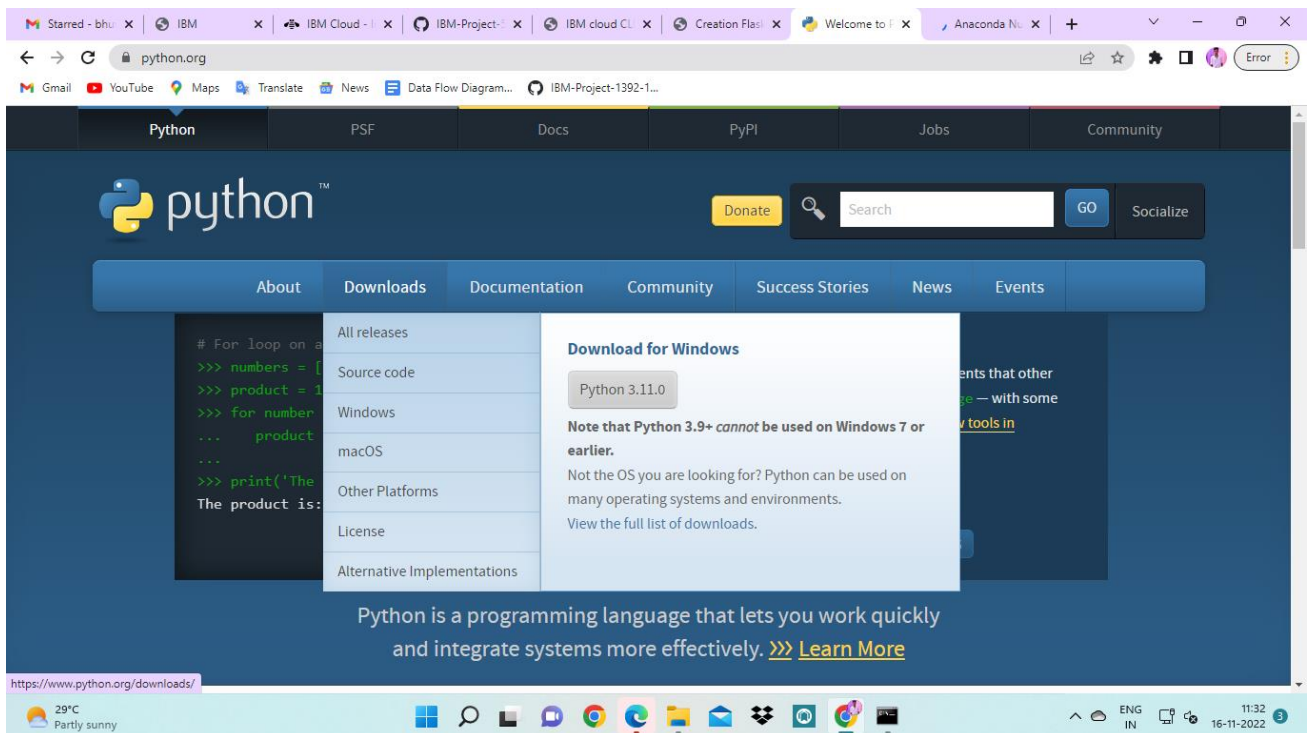 Starred - bhu IBM IBM Cloud - I IBM-Project- IBM cloud CL Creation Flas Welcome to P Anaconda Nu
python.org Error
Gmail YouTube Maps Translate News Data Flow Diagram... IBM-Project-1392-1...
Python PSF Docs PyPI Jobs Community
python™ Donate Search GO Socialize
About Downloads Documentation Community Success Stories News Events
# For loop on a
>>> numbers = [
>>> product = 1
>>> for number
... product
...
>>> print('The
The product is:
All releases
Source code
Windows
macOS
Other Platforms
License
Alternative Implementations
Download for Windows
Python 3.11.0
Note that Python 3.9+ cannot be used on Windows 7 or
earlier.
Not the OS you are looking for? Python can be used on
many operating systems and environments.
View the full list of downloads.
ents that other
ge — with some
tools in
Python is a programming language that lets you work quickly
and integrate systems more effectively. >>> Learn More
https://www.python.org/downloads/
29°C
Partly sunny
ENG
IN
11:32
16-11-2022
3